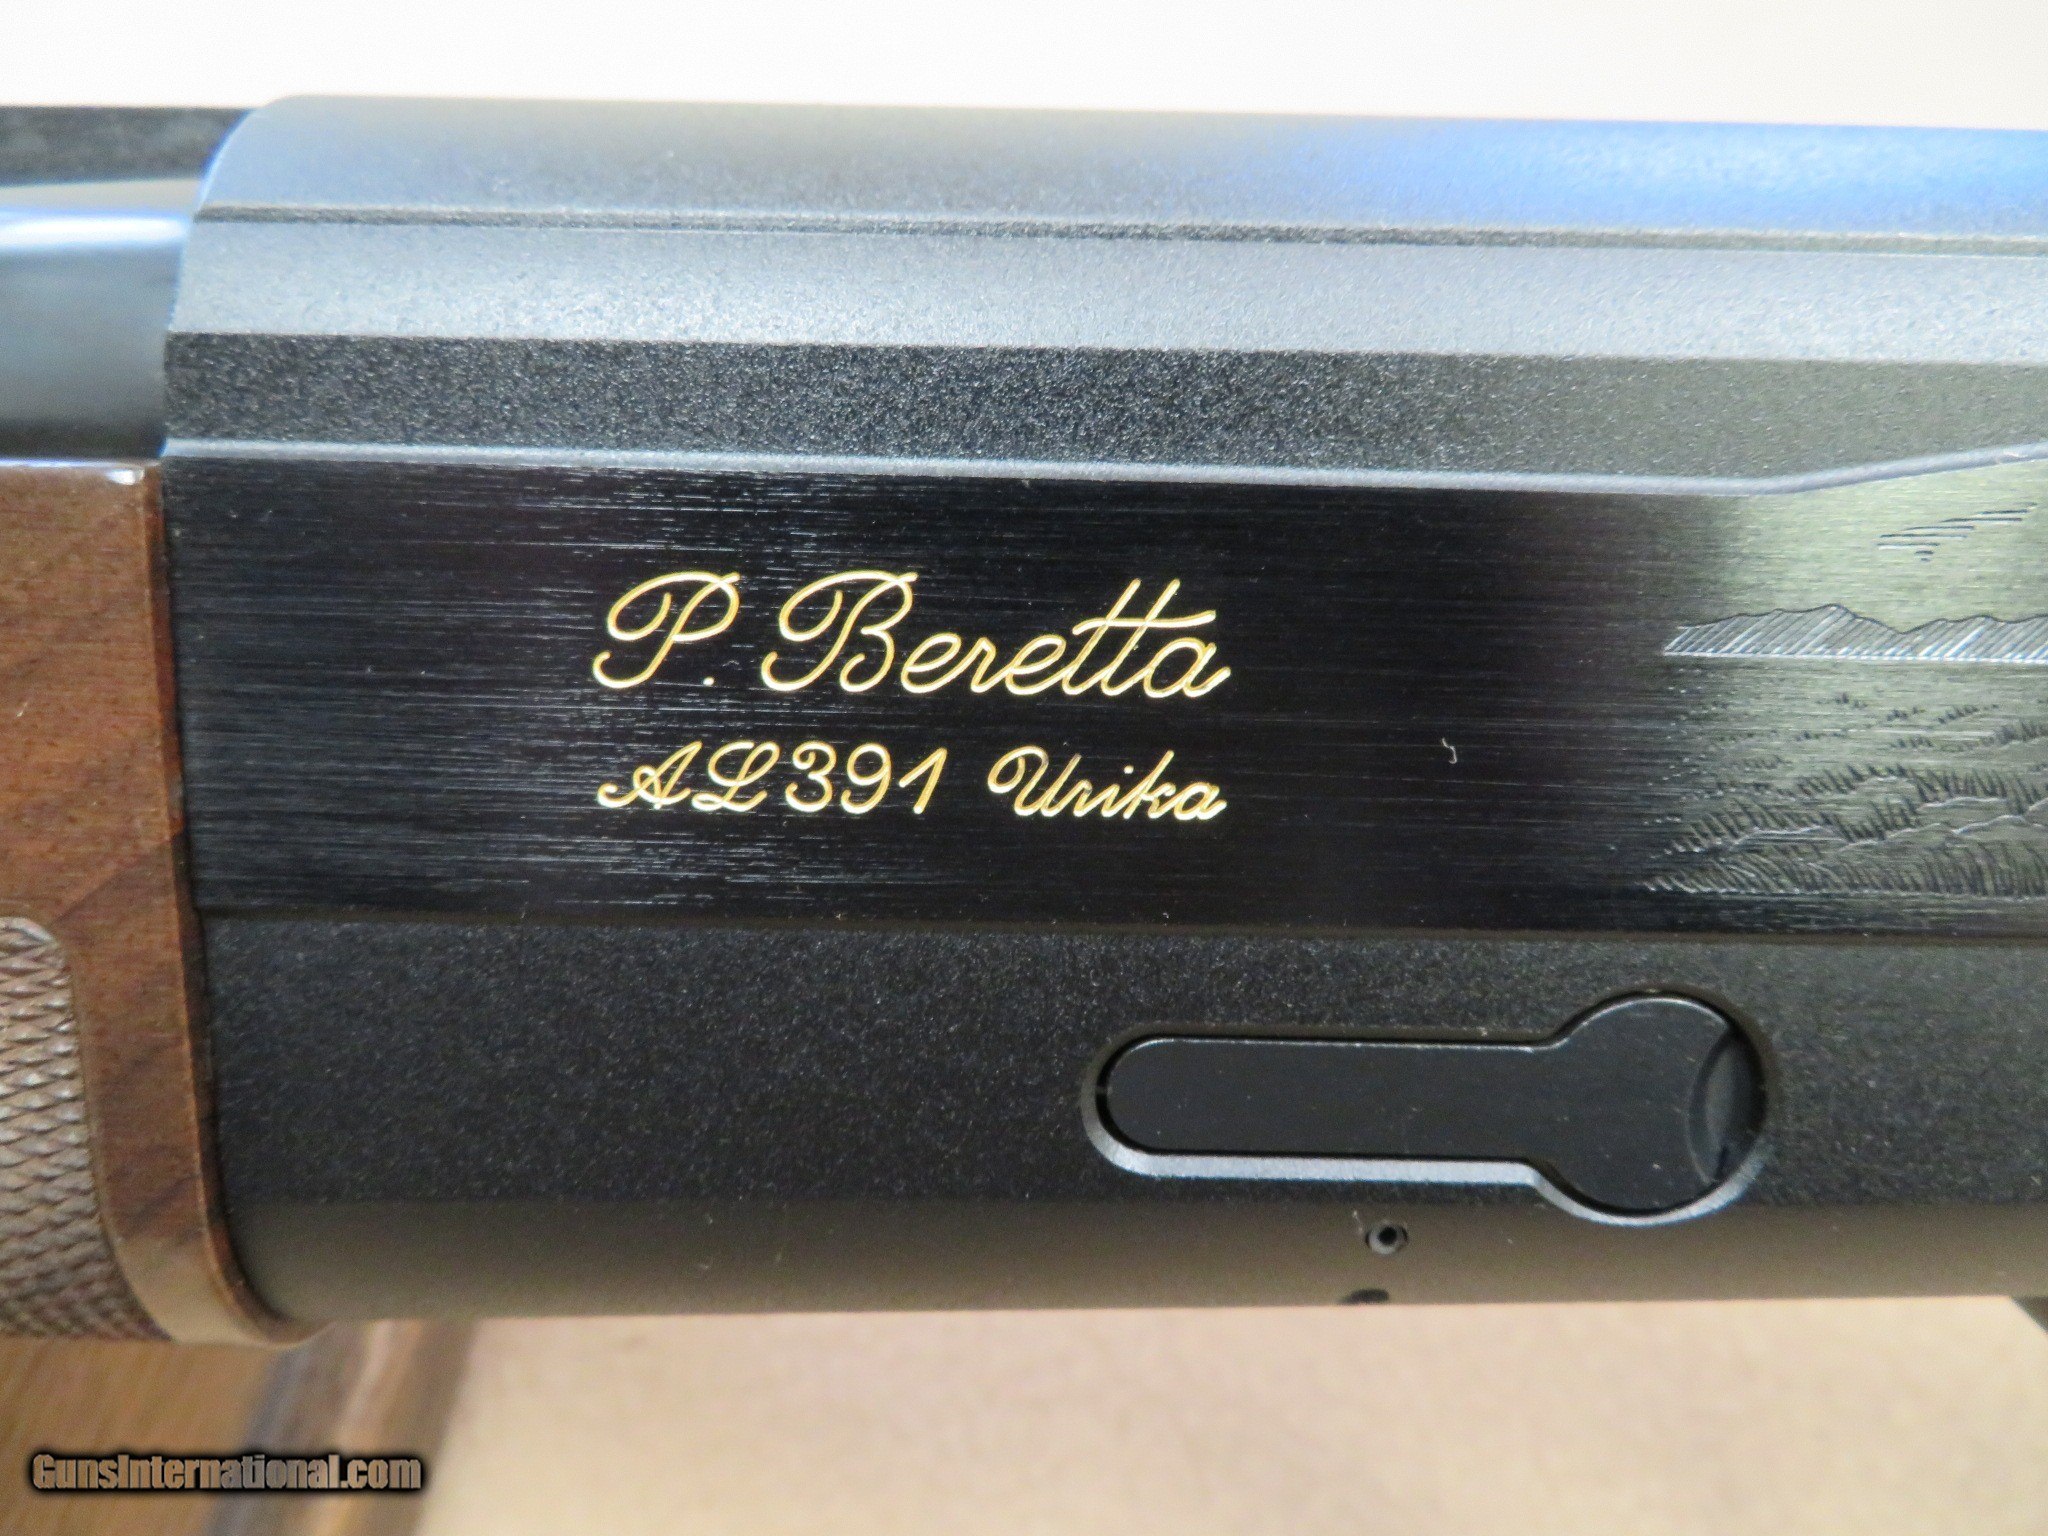 P. Beretta
AL391 Urika
GunsInternational.com